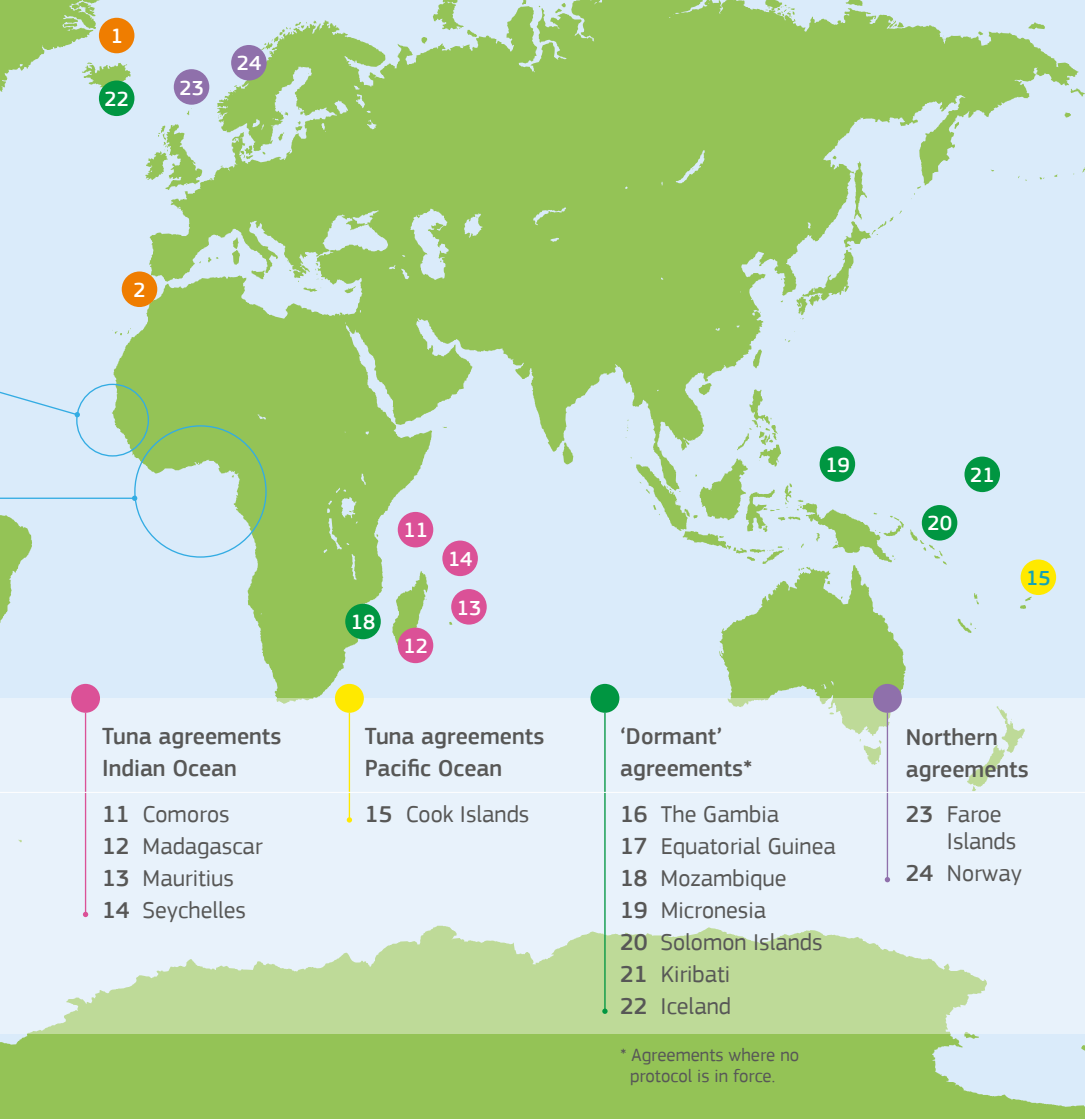 1
24
23
22
2
19
21
20
11
14
15
13
18
12
Tuna agreements
Indian Ocean
11 Comoros
12 Madagascar
13 Mauritius
14 Seychelles
Tuna agreements
Pacific Ocean
15 Cook Islands
‘Dormant’
agreements*
16 The Gambia
17 Equatorial Guinea
18 Mozambique
19 Micronesia
20 Solomon Islands
21 Kiribati
22 Iceland
* Agreements where no
protocol is in force.
Northern
agreements
23 Faroe
Islands
24 Norway